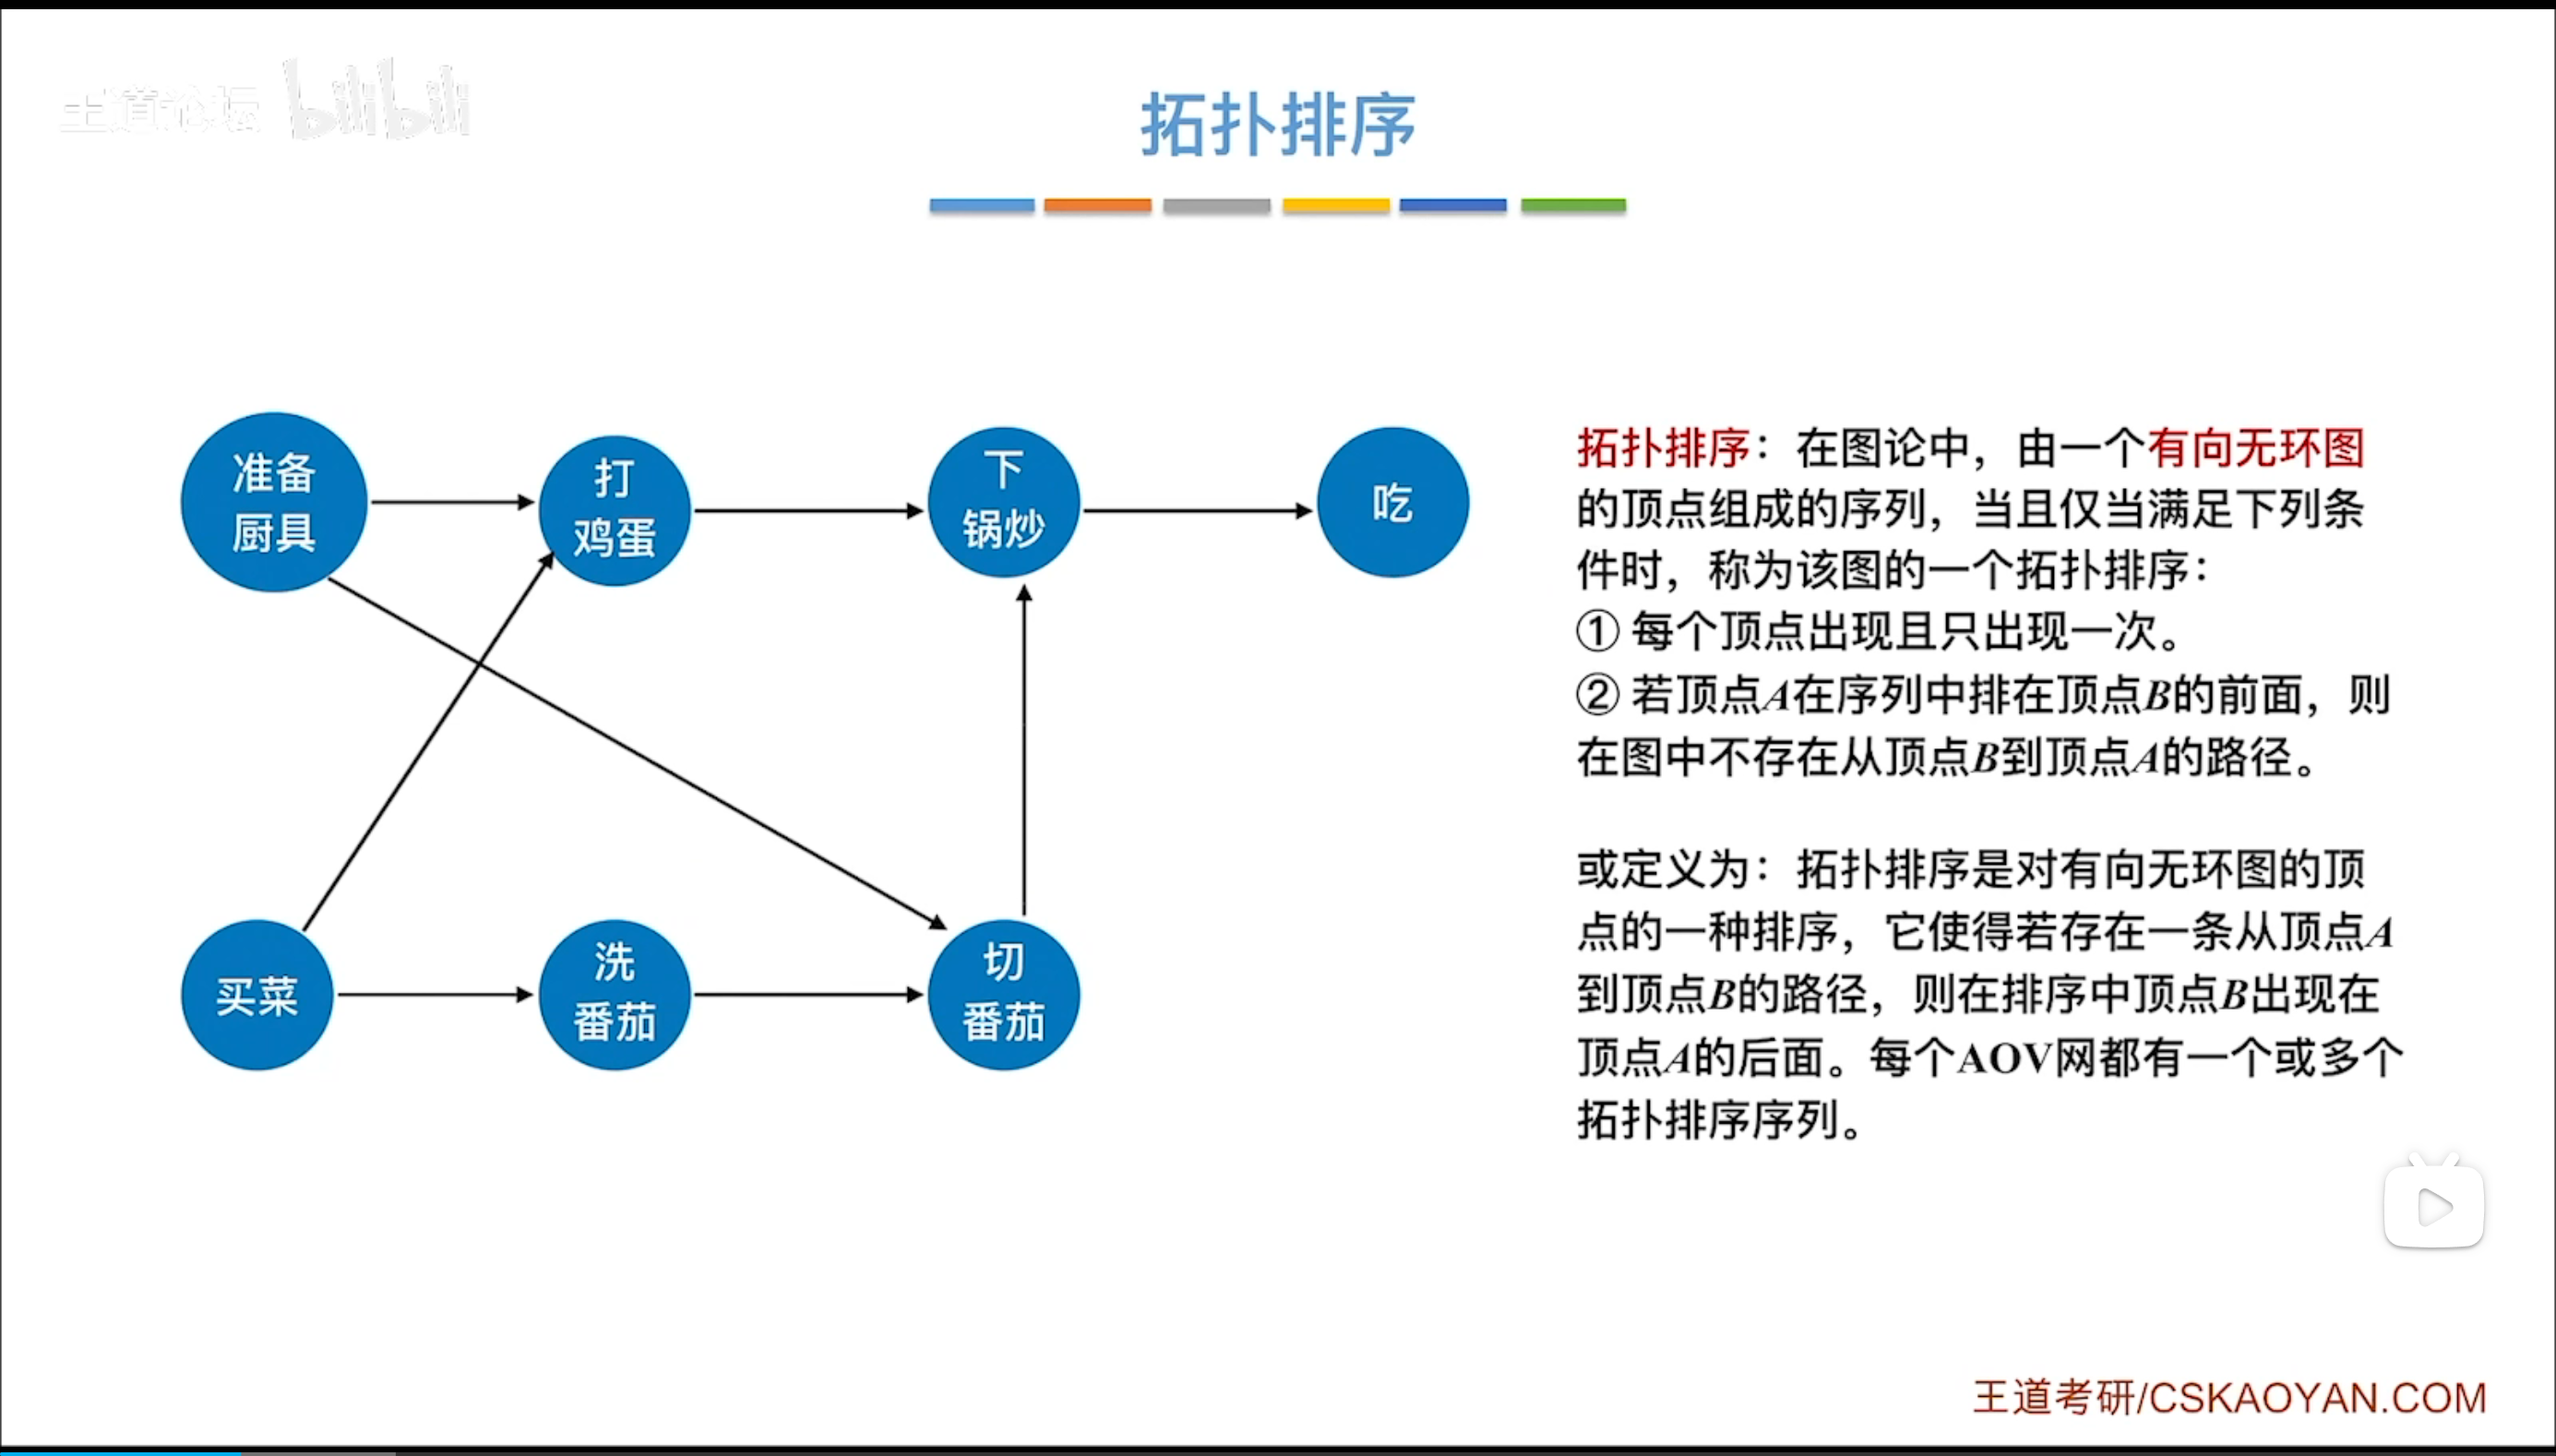 王道论坛 bilibili
拓扑排序
准备
厨具
打
鸡蛋
下
锅炒
吃
买菜
洗
番茄
切
番茄
拓扑排序：在图论中，由一个有向无环图
的顶点组成的序列，当且仅当满足下列条
件时，称为该图的一个拓扑排序：
① 每个顶点出现且只出现一次。
② 若顶点A在序列中排在顶点B的前面，则
在图中不存在从顶点B到顶点A的路径。
或定义为：拓扑排序是对有向无环图的顶
点的一种排序，它使得若存在一条从顶点A
到顶点B的路径，则在排序中顶点B出现在
顶点A的后面。每个AOV网都有一个或多个
拓扑排序序列。
王道考研/CSKAOYAN.COM